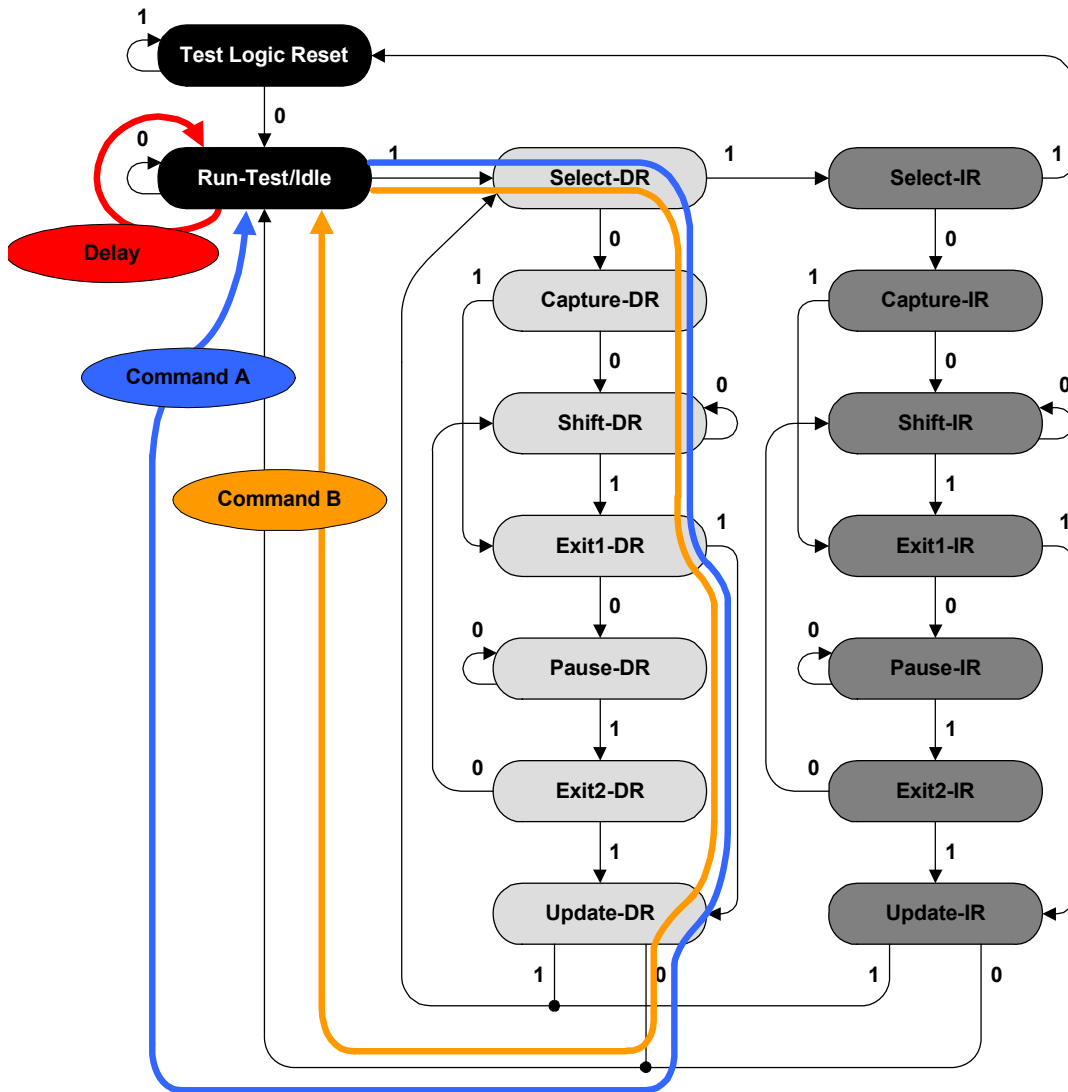 1
Test Logic Reset
0
0
Run-Test/Idle
1
Select-DR
1
Select-IR
1
Delay
0
0
1
Capture-DR
1
Capture-IR
0
0
Command A
Shift-DR
0
Shift-IR
0
1
1
Command B
Exit1-DR
1
Exit1-IR
1
0
0
0
Pause-DR
0
Pause-IR
1
1
0
Exit2-DR
0
Exit2-IR
1
1
Update-DR
Update-IR
1
0
1
0